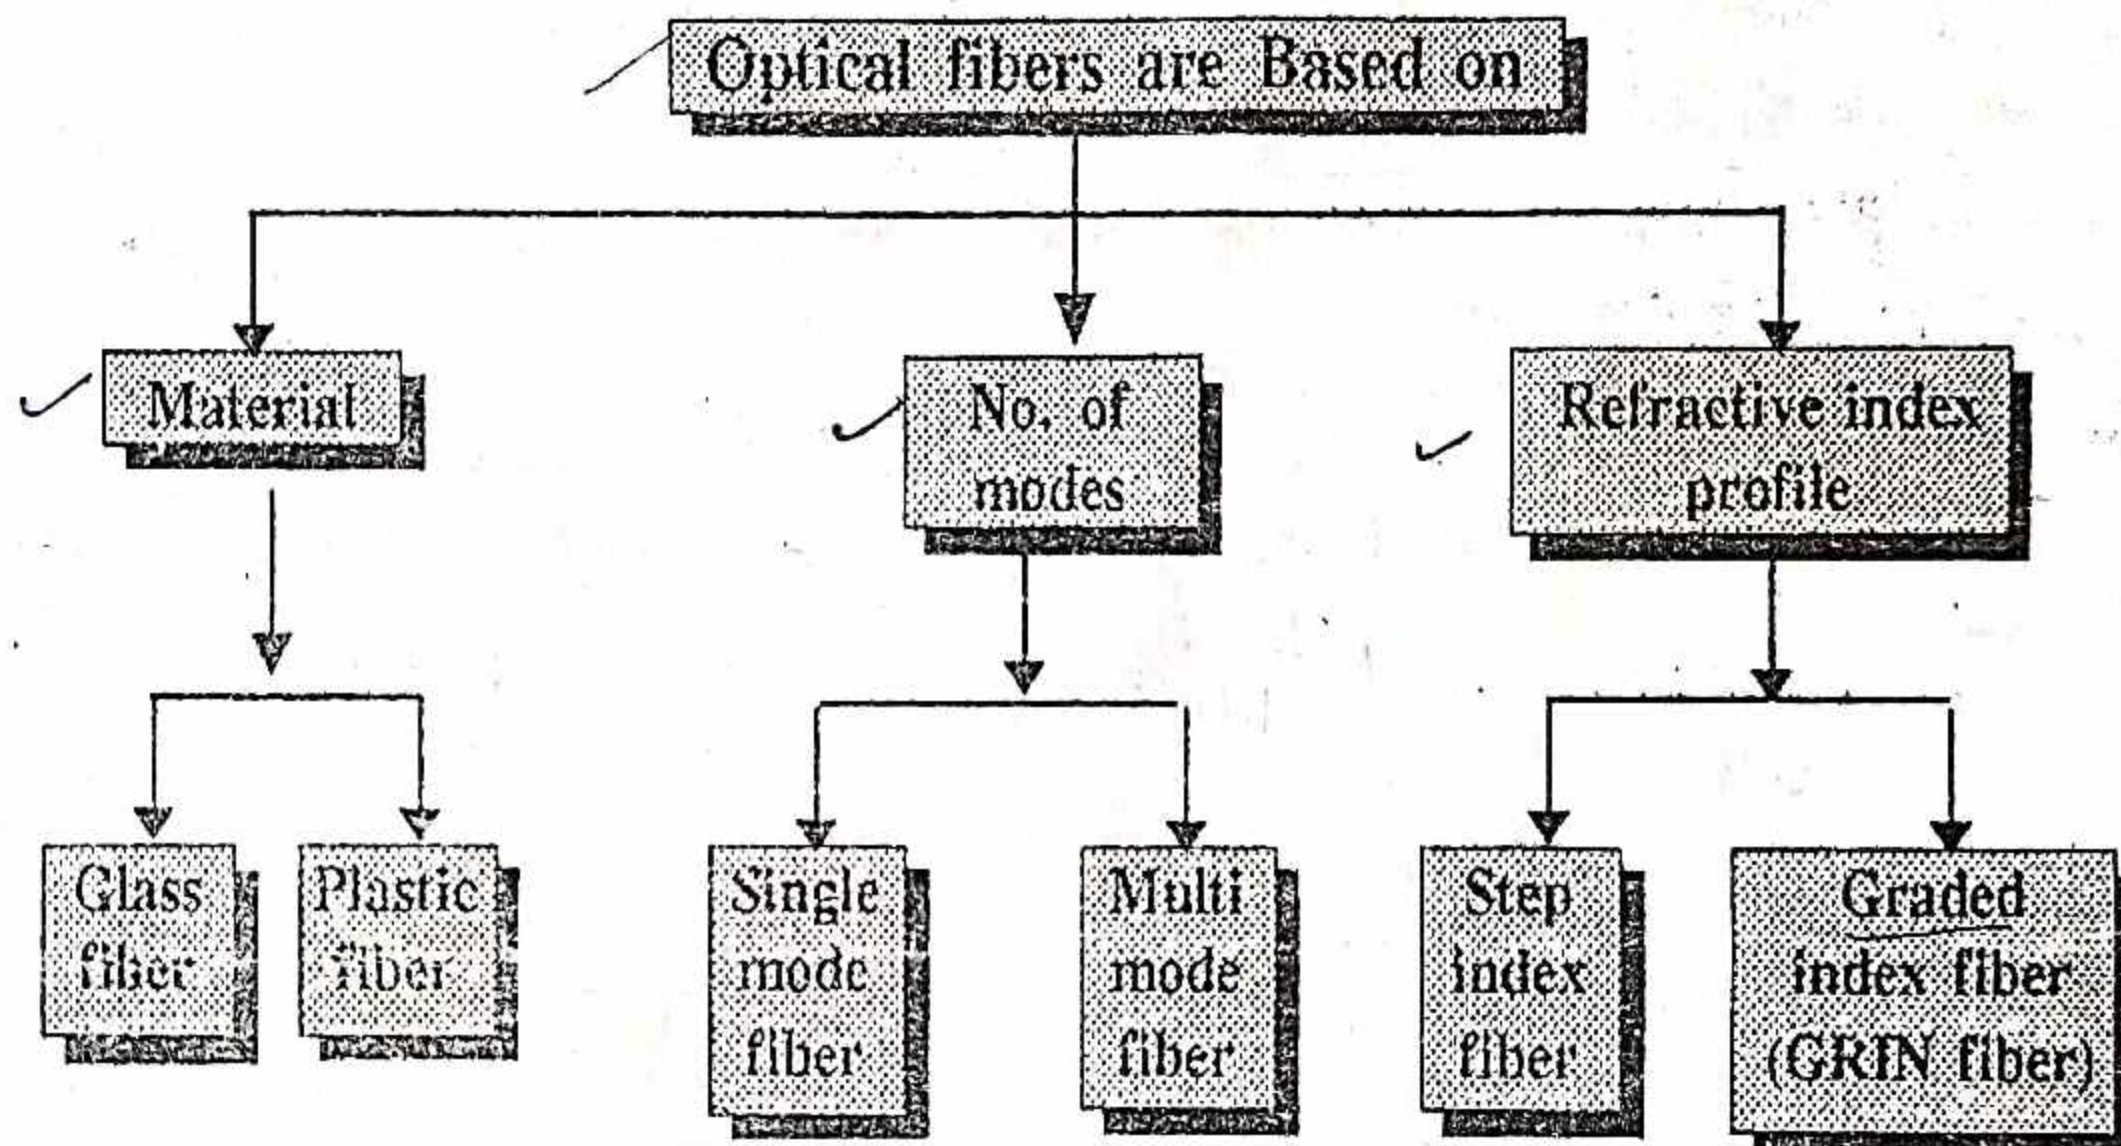 Optical fibers are Based on
Material
No. of
modes
Refractive index
profile
Glass
fiber
Plastic
fiber
Single
mode
fiber
Multi
mode
fiber
Step
index
fiber
Graded
index fiber
(GRIN fiber)